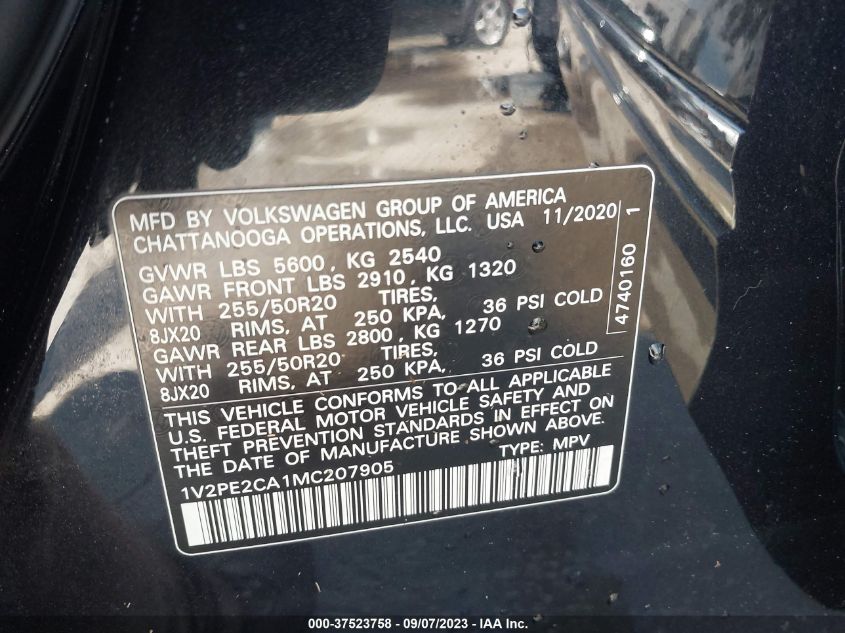 MFD BY VOLKSWAGEN GROUP OF AMERICA
CHATTANOOGA OPERATIONS, LLC. USA 11/2020
GVWR LBS 5600, KG 2540
GAWR FRONT LBS 2910, KG 1320
WITH 255/50R20 TIRES,
8JX20 RIMS, AT 250 KPA, 36 PSI COLD
GAWR REAR LBS 2800, KG 1270
WITH 255/50R20 TIRES,
8JX20 RIMS, AT 250 KPA, 36 PSI COLD
4740160 1
THIS VEHICLE CONFORMS TO ALL APPLICABLE
U.S. FEDERAL MOTOR VEHICLE SAFETY AND
THEFT PREVENTION STANDARDS IN EFFECT ON
THE DATE OF MANUFACTURE SHOWN ABOVE.
1V2PE2CA1MC207905 TYPE: MPV
000-37523758 - 09/07/2023 - IAA Inc.